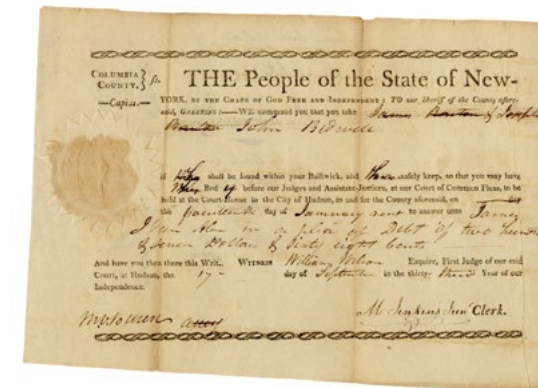 COLUMBIA COUNTY, } ss. THE People of the State of New-
—Capias.— YORK, BY THE GRACE OF GOD FREE AND INDEPENDENT: TO our Sheriff of the County afore-
said, GREETING:—WE command you that you take James & Joseph
John Bidwell
if they shall be found within your Bailiwick, and them safely keep, so that you may have
Bod before our Judges and Assistant-Justices, at our Court of Common Pleas, to be
held at the Court-House in the City of Hudson, in and for the County aforesaid, on
the day of January next to answer unto James
in a plea of Debt of two
& Seven Dollars & Sixty eight Cents
And have you then there this Writ. WITNESS William Wilson Esquire, First Judge of our said
Court, at Hudson, the 17 day of September in the thirty-third Year of our
Independence.
M. Jenkins Jun Clerk.